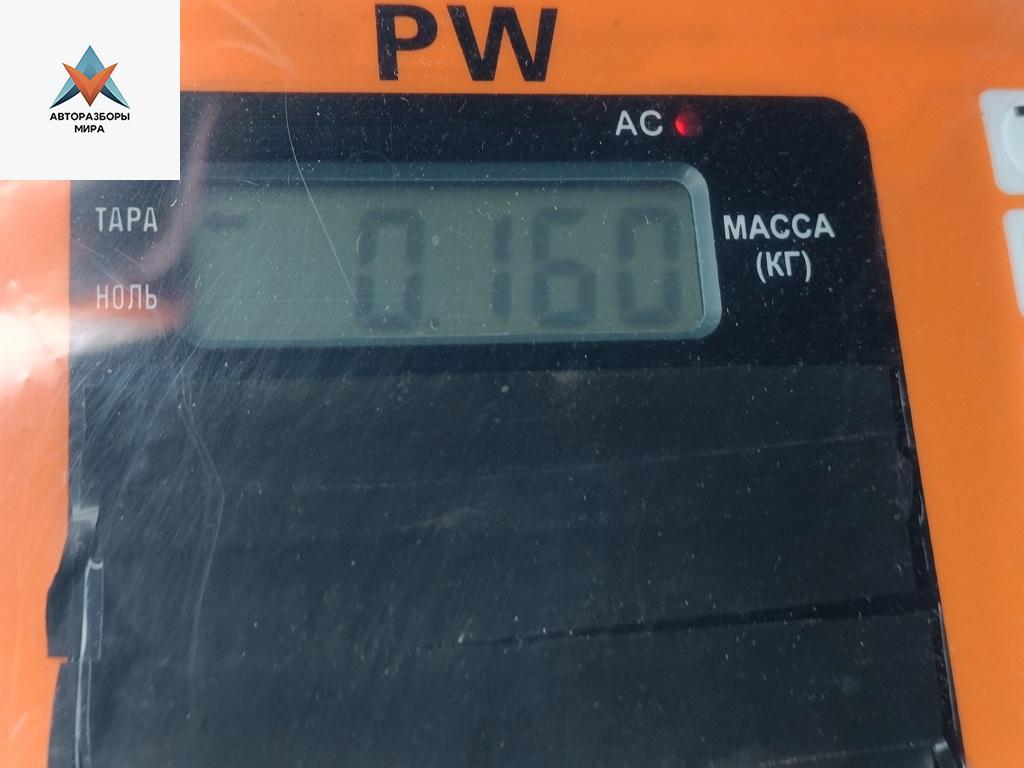 PW
АВТОРАЗБОРЫ
МИРА
AC
ТАРА
0.160
МАССА
(КГ)
НОЛЬ